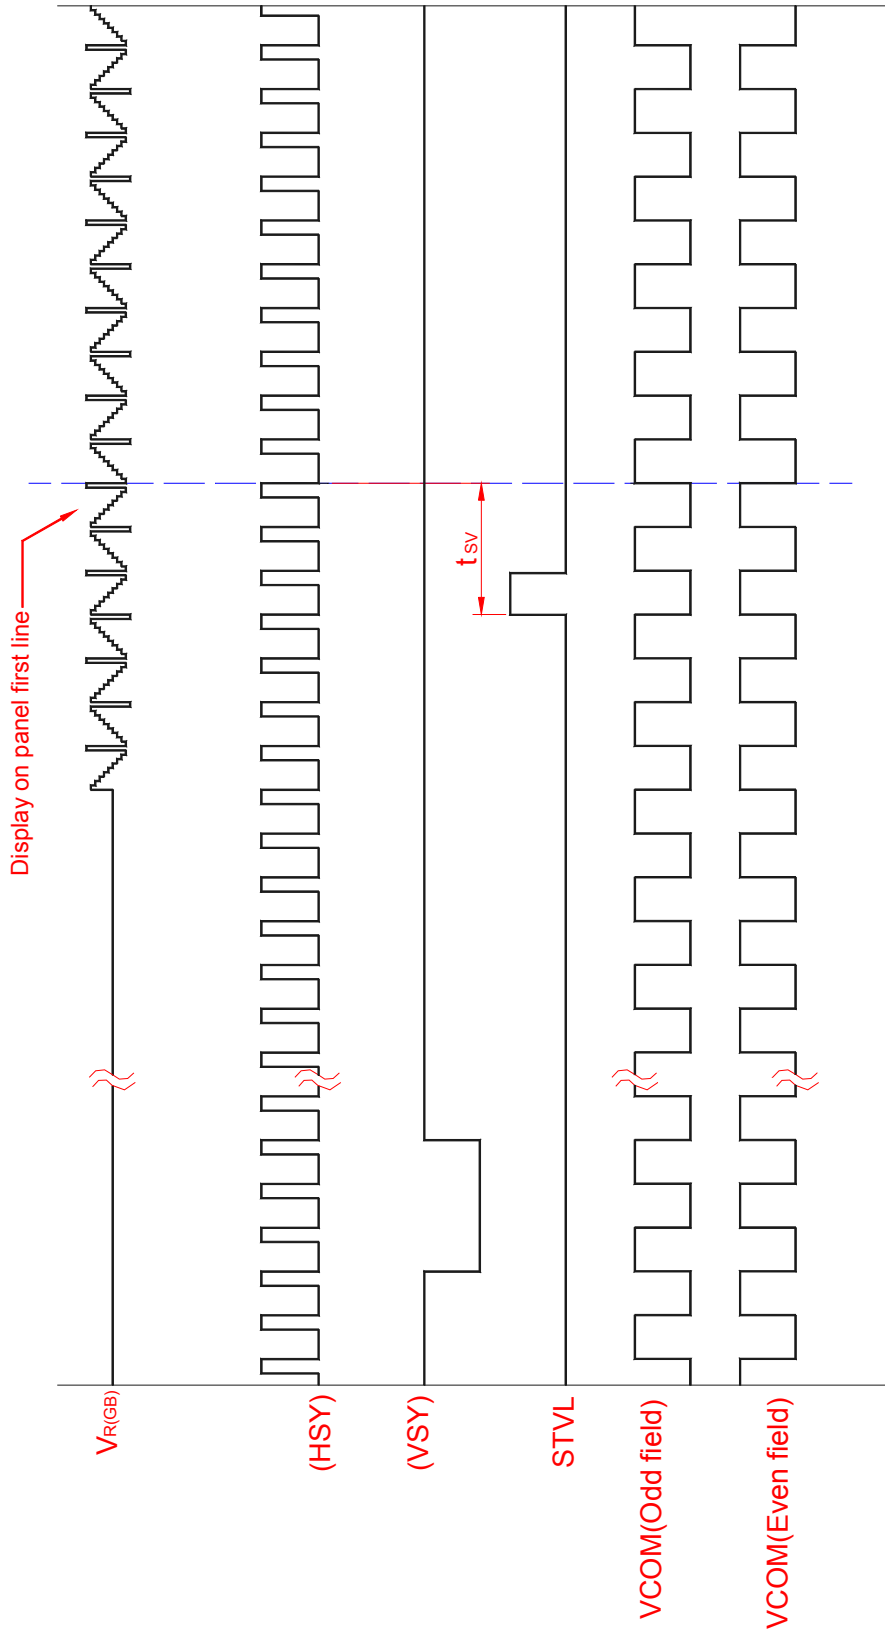 Display on panel first line
VR(GB)
(HSY)
(VSY)
tsv
STVL
VCOM(Odd field)
VCOM(Even field)